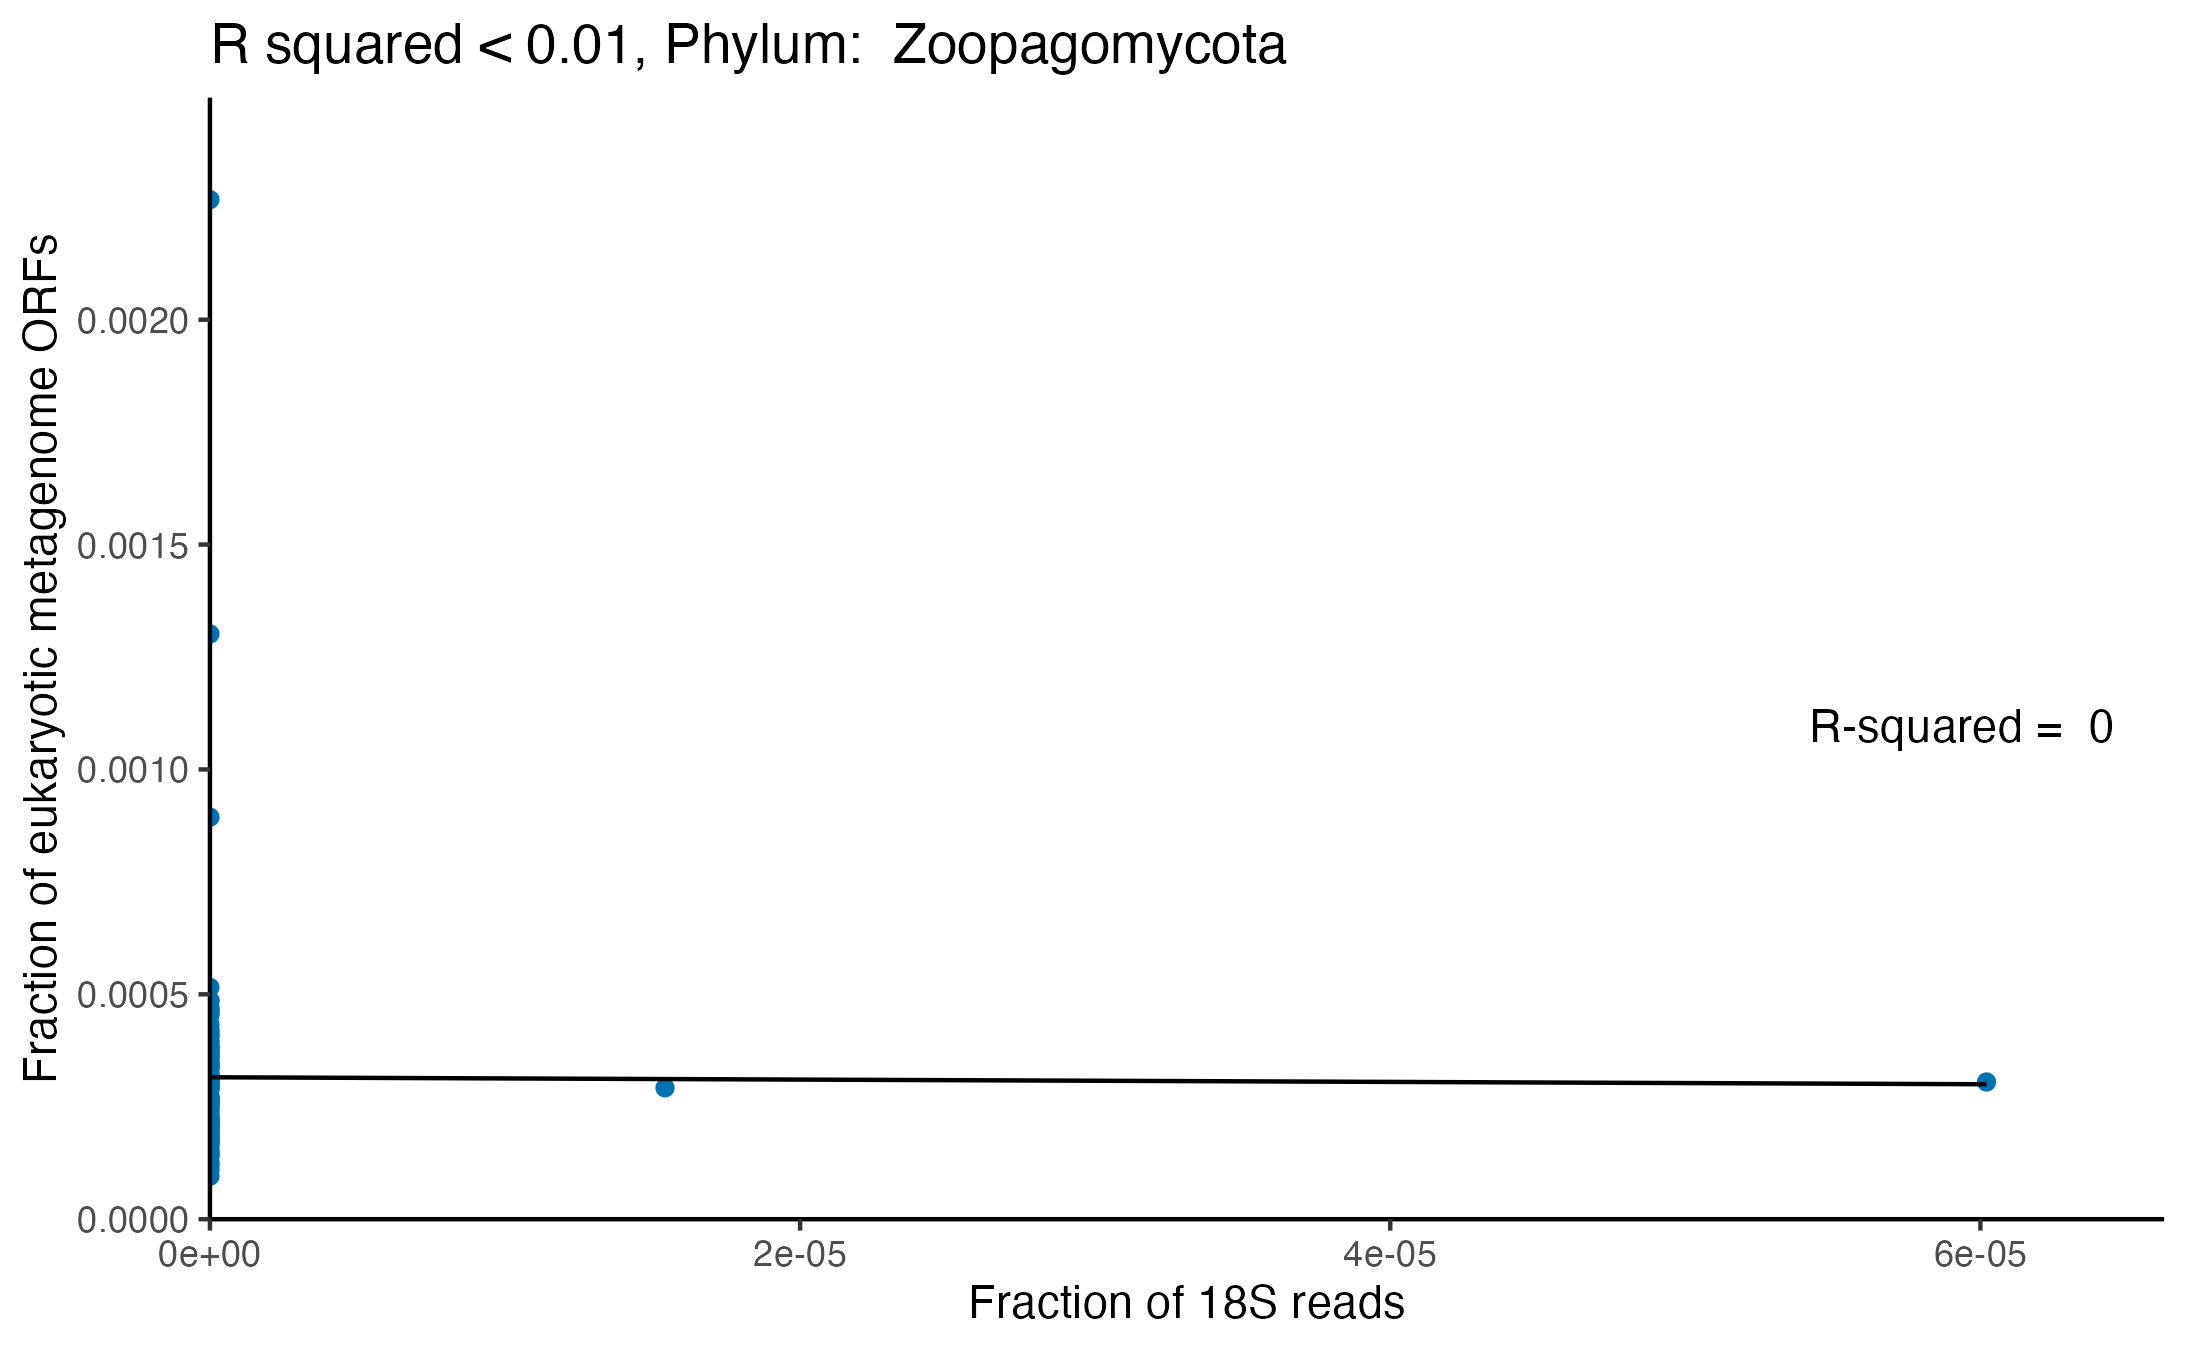 R squared < 0.01, Phylum:  Zoopagomycota
Fraction of eukaryotic metagenome ORFs
0.0020
0.0015
0.0010
0.0005
0.0000
R-squared =  0
0e+00
2e-05
4e-05
6e-05
Fraction of 18S reads